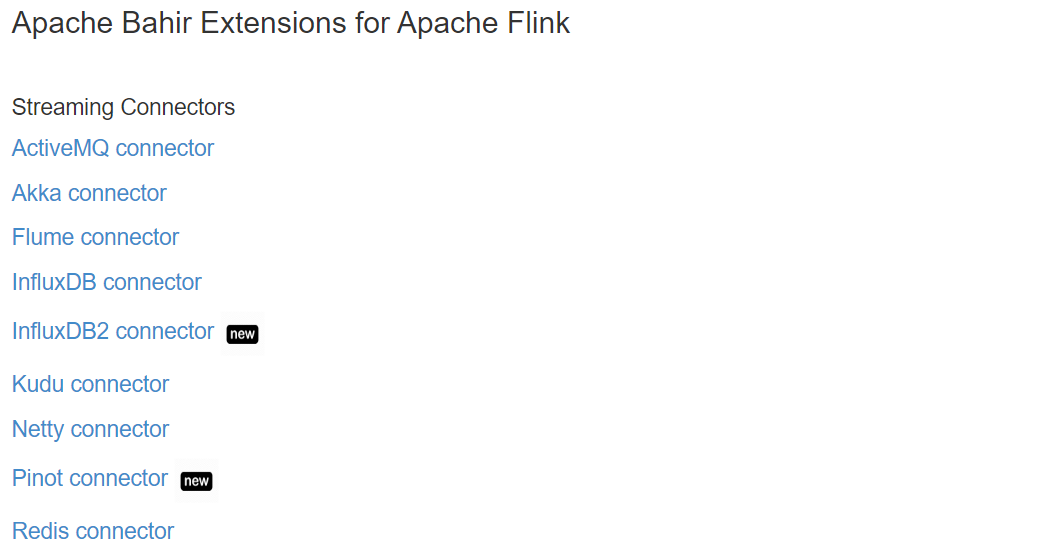 Apache Bahir Extensions for Apache Flink
Streaming Connectors
ActiveMQ connector
Akka connector
Flume connector
InfluxDB connector
InfluxDB2 connector new
Kudu connector
Netty connector
Pinot connector new
Redis connector